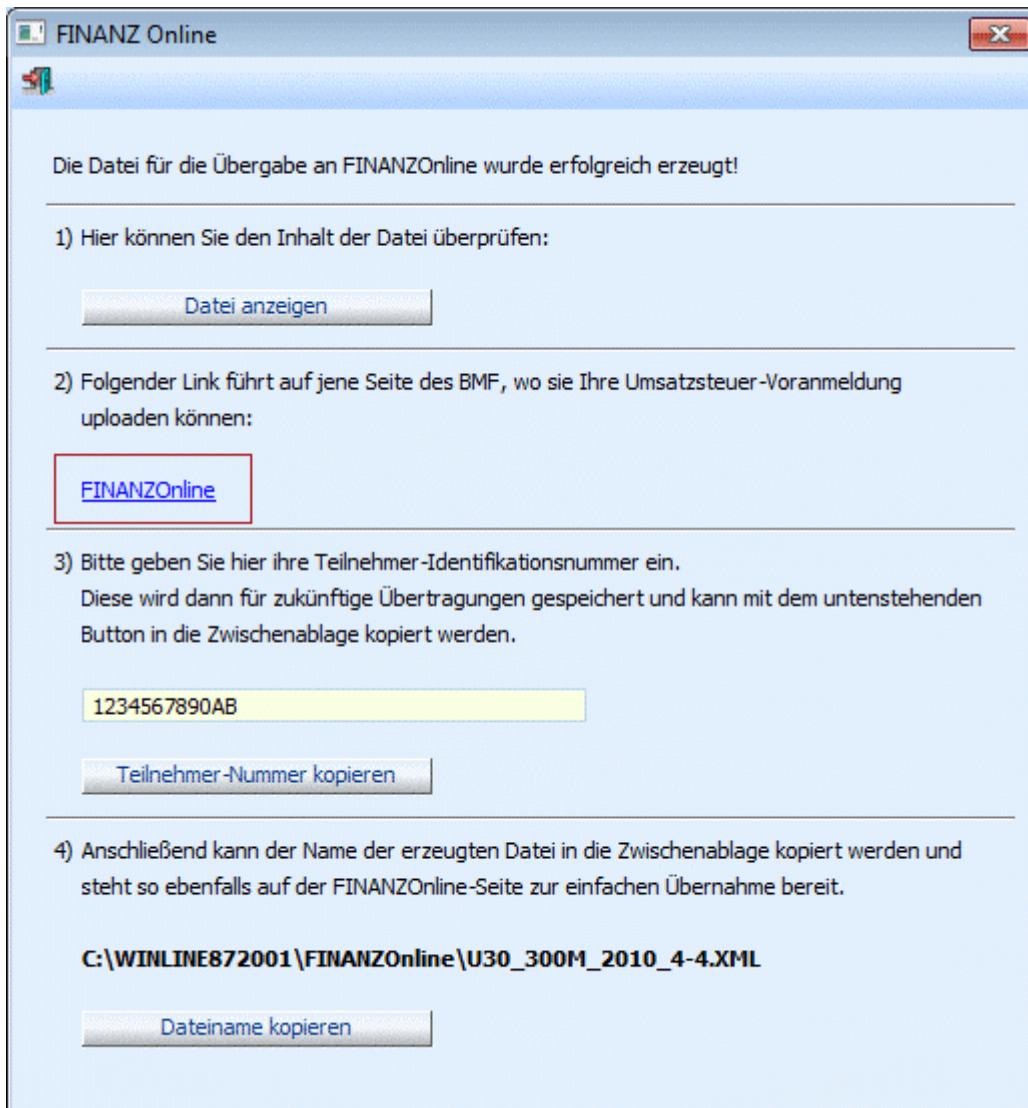 FINANZ Online
Die Datei für die Übergabe an FINANZOnline wurde erfolgreich erzeugt!
1) Hier können Sie den Inhalt der Datei überprüfen:
Datei anzeigen
2) Folgender Link führt auf jene Seite des BMF, wo sie Ihre Umsatzsteuer-Voranmeldung
uploaden können:
FINANZOnline
3) Bitte geben Sie hier ihre Teilnehmer-Identifikationsnummer ein.
Diese wird dann für zukünftige Übertragungen gespeichert und kann mit dem untenstehenden
Button in die Zwischenablage kopiert werden.
1234567890AB
Teilnehmer-Nummer kopieren
4) Anschließend kann der Name der erzeugten Datei in die Zwischenablage kopiert werden und
steht so ebenfalls auf der FINANZOnline-Seite zur einfachen Übernahme bereit.
C:\WINLINE872001\FINANZOnline\U30_300M_2010_4-4.XML
Dateiname kopieren